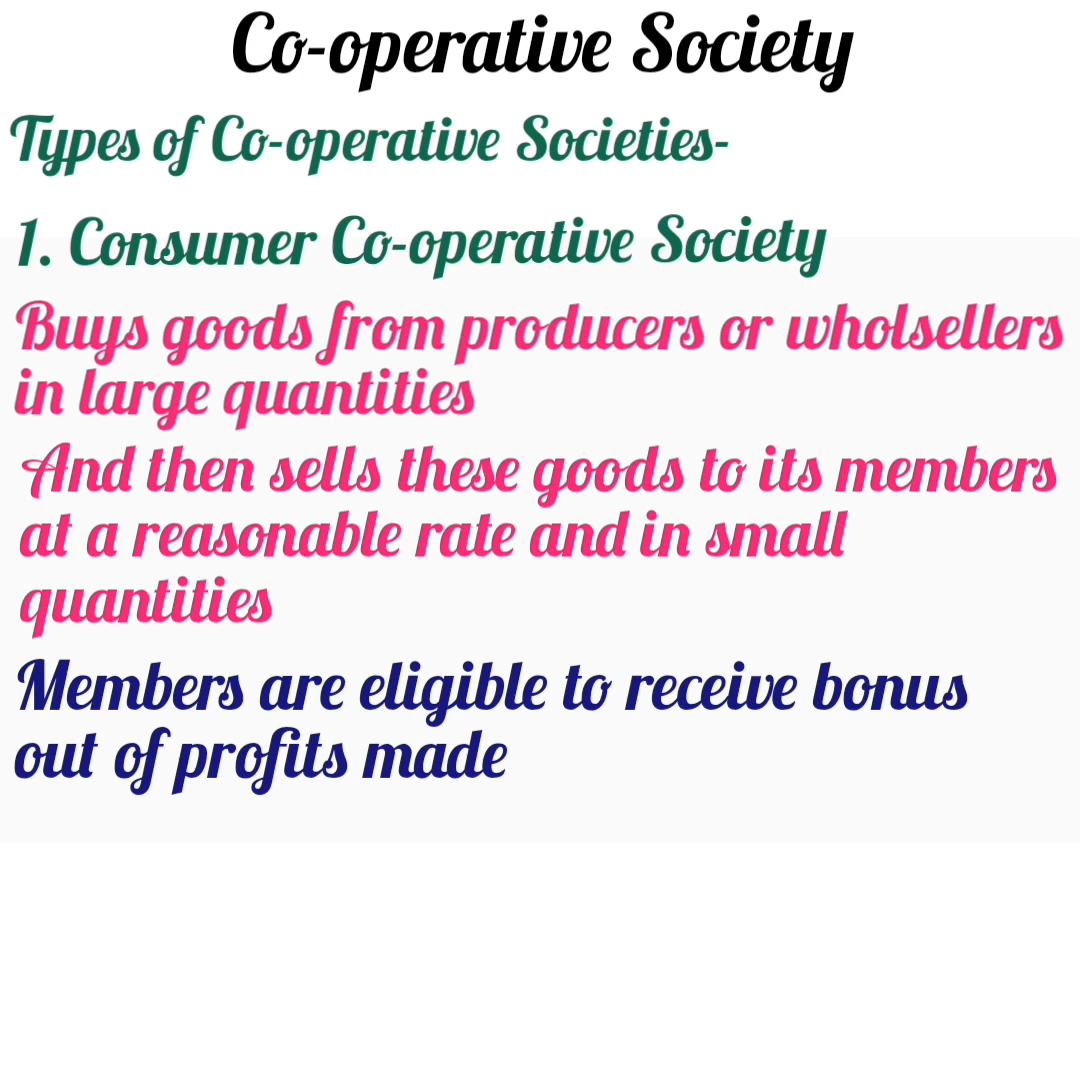 Co-operative Society
Types of Co-operative Societies-
1. Consumer Co-operative Society
Buys goods from producers or wholsellers
in large quantities
And then sells these goods to its members
at a reasonable rate and in small
quantities
Members are eligible to receive bonus
out of profits made